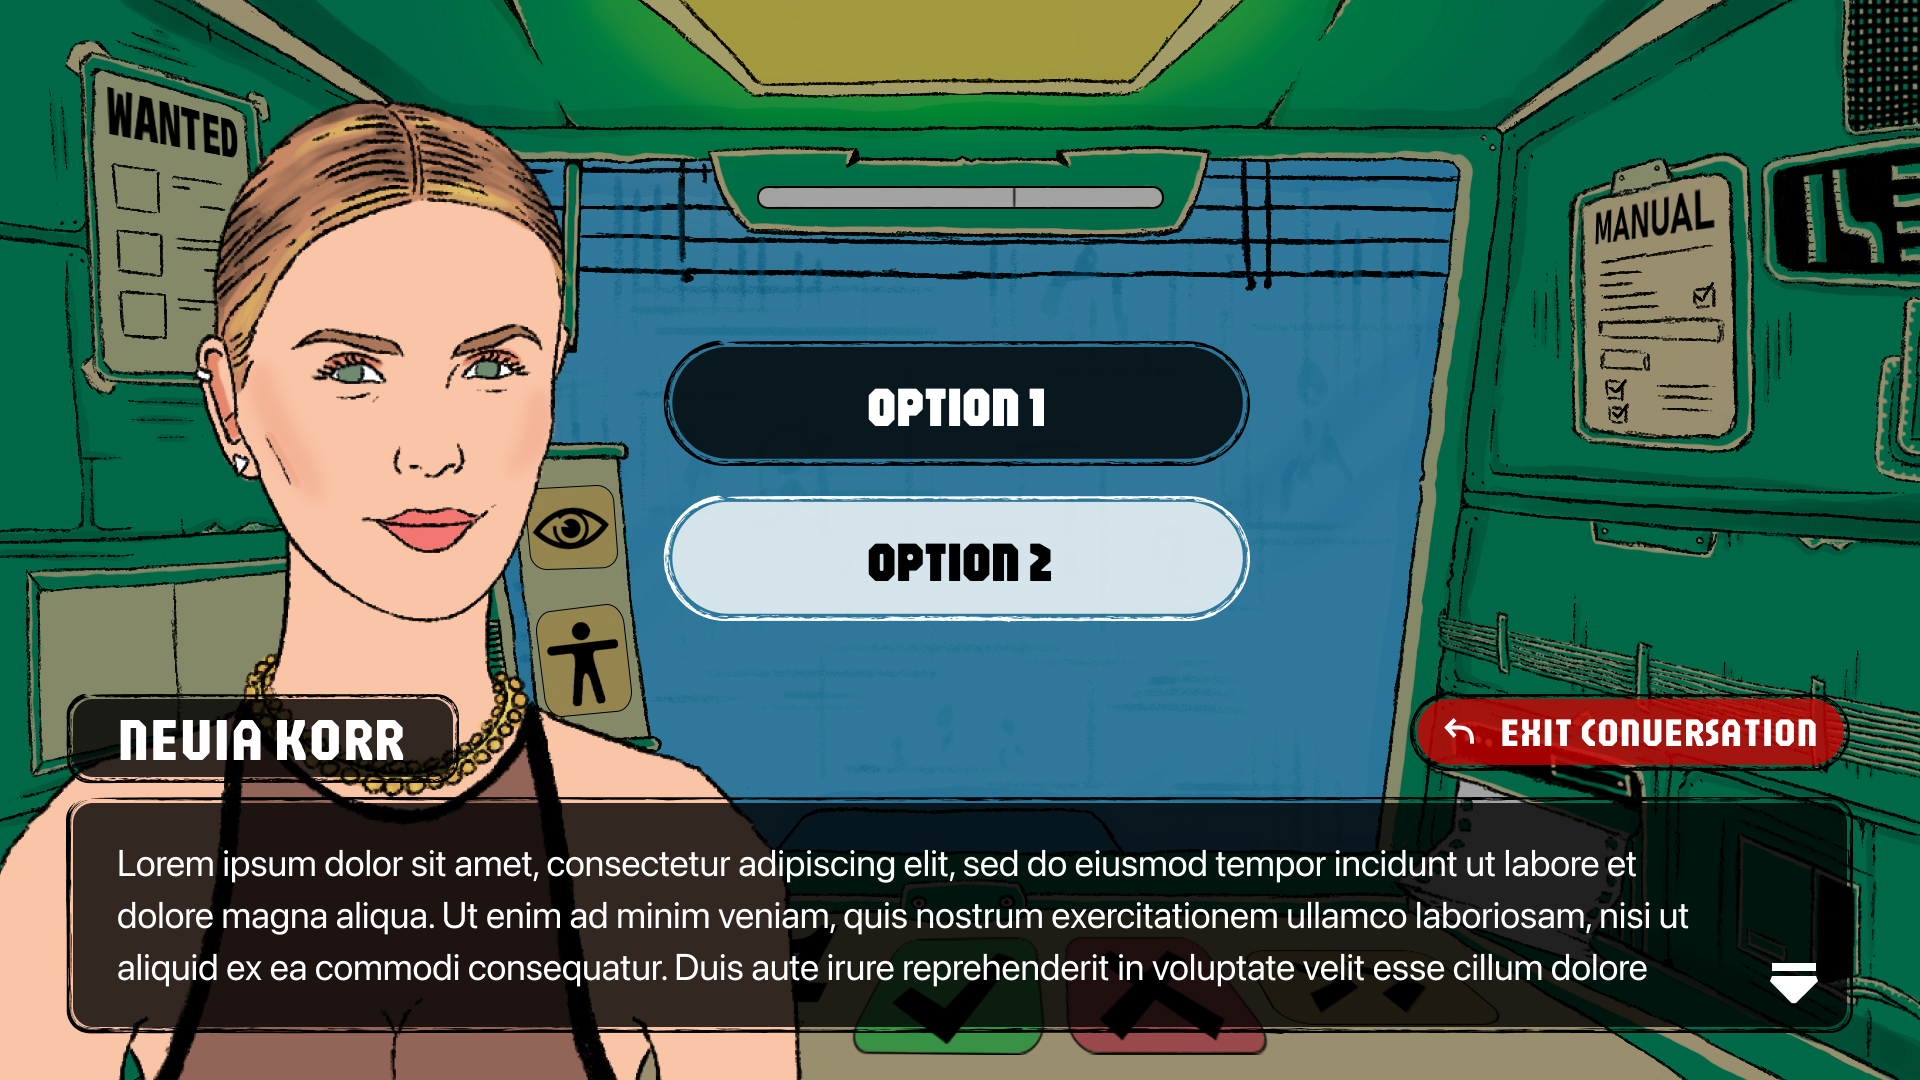 WANTED
MANUAL
OPTION 1
OPTION 2
NEVIA KORR
EXIT CONVERSATION
Lorem ipsum dolor sit amet, consectetur adipiscing elit, sed do eiusmod tempor incidunt ut labore et
dolore magna aliqua. Ut enim ad minim veniam, quis nostrum exercitationem ullamco laboriosam, nisi ut
aliquid ex ea commodi consequatur. Duis aute irure reprehenderit in voluptate velit esse cillum dolore